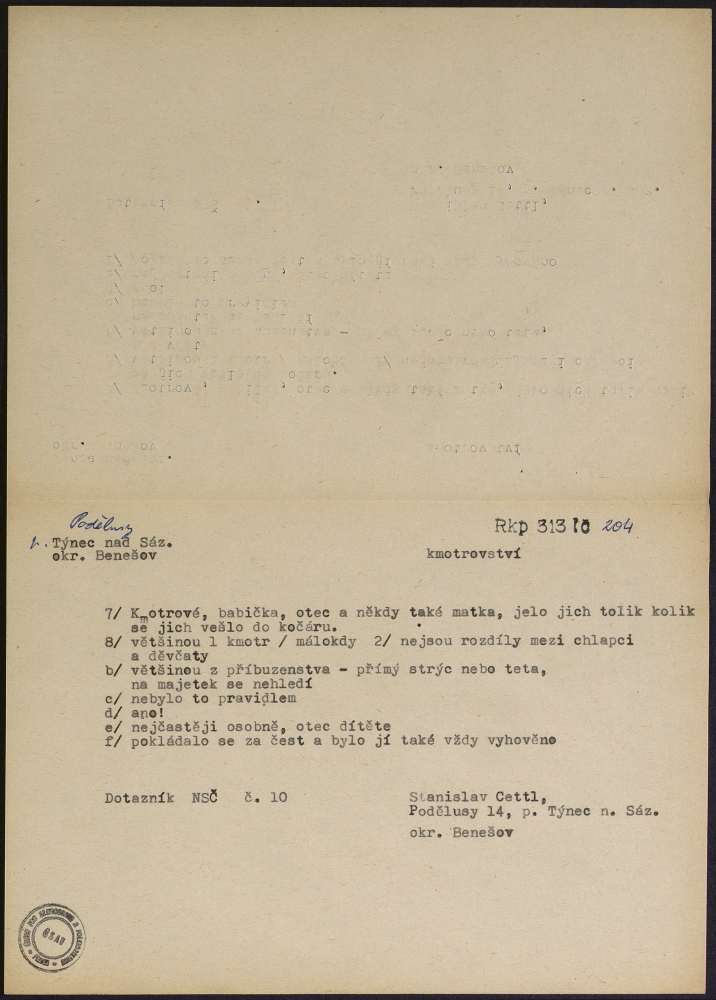 Podělusy
p. Týnec nad Sáz.
okr. Benešov
Rkp 313 10 204
kmotrovství
7/ Kmotrové, babička, otec a někdy také matka, jelo jich tolik kolik
se jich vešlo do kočáru.
8/ většinou 1 kmotr / málokdy 2/ nejsou rozdíly mezi chlapci
a děvčaty
b/ většinou z příbuzenstva - přímý strýc nebo teta,
na majetek se nehledí
c/ nebylo to pravidlem
d/ ano!
e/ nejčastěji osobně, otec dítěte
f/ pokládalo se za čest a bylo jí také vždy vyhověno
Dotazník NSČ č. 10
Stanislav Cettl,
Podělusy 14, p. Týnec n. Sáz.
okr. Benešov
ČSAV